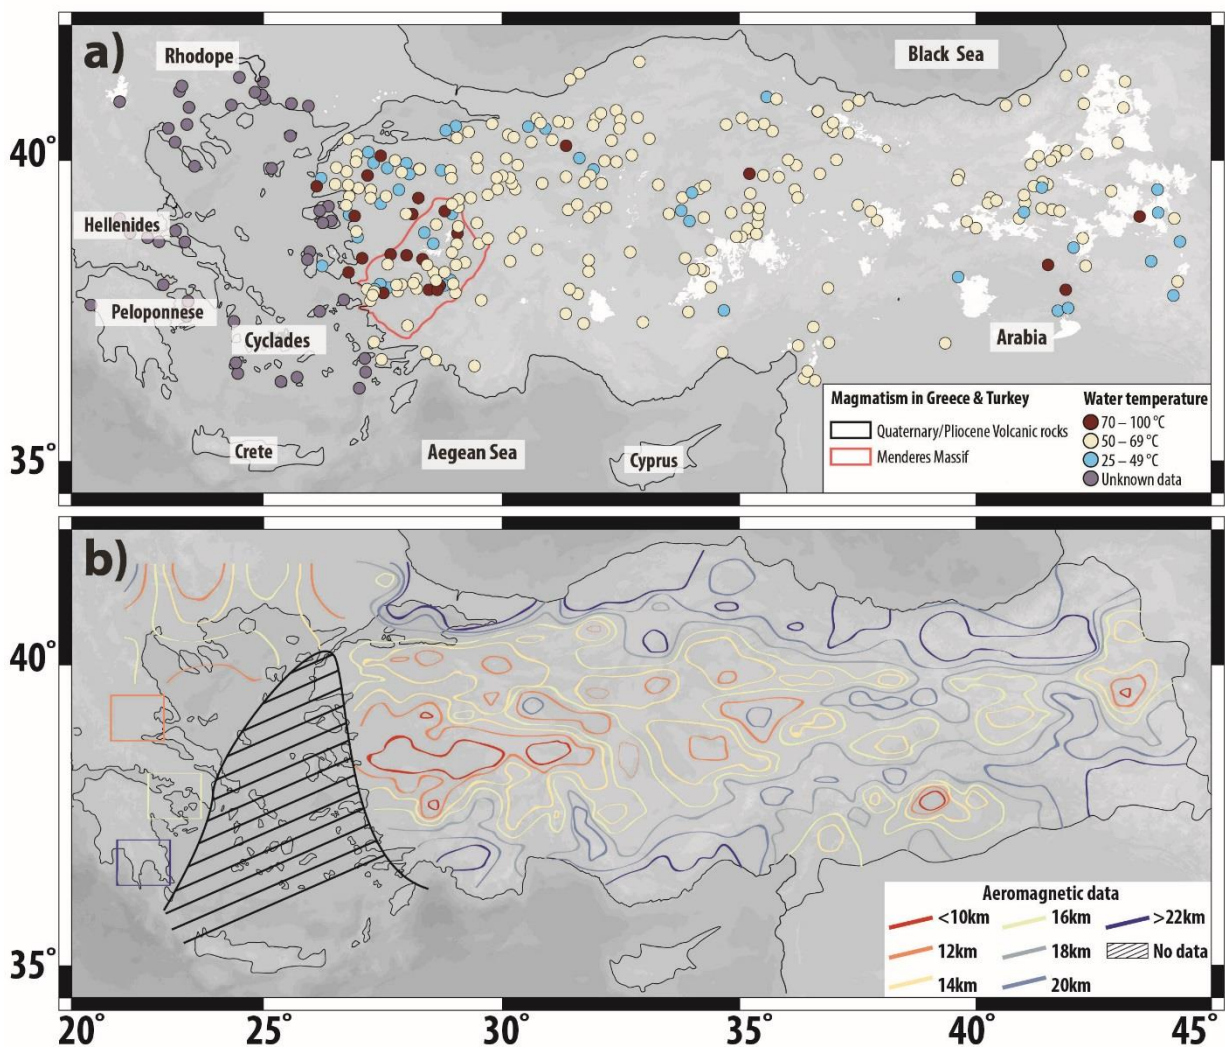 a)
Rhodope
Black Sea
40°
Hellenides
Peloponnese
Cyclades
Arabia
Crete
Aegean Sea
Cyprus
35°
Magmatism in Greece & Turkey
Quaternary/Pliocene Volcanic rocks
Menderes Massif
Water temperature
70 – 100 °C
50 – 69 °C
25 – 49 °C
Unknown data
b)
40°
35°
Aeromagnetic data
<10km
12km
14km
16km
18km
20km
>22km
No data
20° 25° 30° 35° 40° 45°